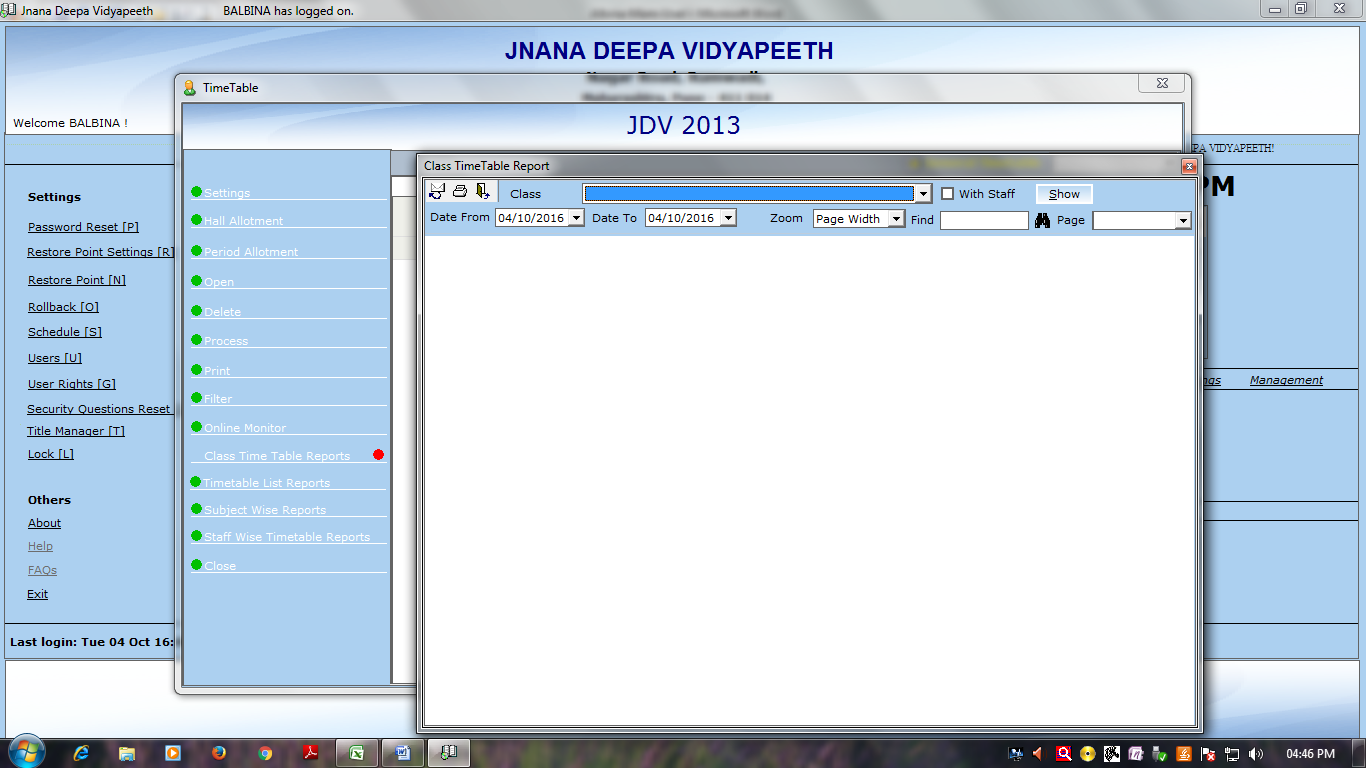 Jnana Deepa Vidyapeeth BALBINA has logged on.
JNANA DEEPA VIDYAPEETH
TimeTable
Welcome BALBINA !
JDV 2013
PA VIDYAPEETH!
Class TimeTable Report
PM
Class With Staff Show
Date From 04/10/2016 Date To 04/10/2016 Zoom Page Width Find Page
Settings
Password Reset [P]
Restore Point Settings [R]
Restore Point [N]
Rollback [O]
Schedule [S]
Users [U]
User Rights [G]
Security Questions Reset
Title Manager [T]
Lock [L]
Others
About
Help
FAQs
Exit
Last login: Tue 04 Oct 16:
Settings
Hall Allotment
Period Allotment
Open
Delete
Process
Print
Filter
Online Monitor
Class Time Table Reports
Timetable List Reports
Subject Wise Reports
Staff Wise Timetable Reports
Close
ngs Management
04:46 PM